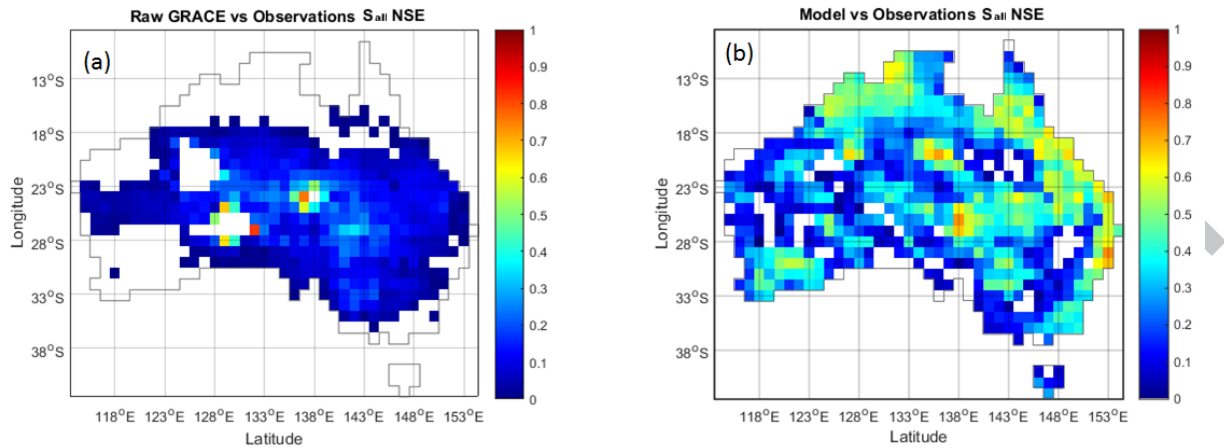 Raw GRACE vs Observations Sall NSE
(a)
13°S
18°S
23°S
28°S
33°S
38°S
Longitude
118°E 123°E 128°E 133°E 138°E 143°E 148°E 153°E
Latitude
1
0.9
0.8
0.7
0.6
0.5
0.4
0.3
0.2
0.1
0
Model vs Observations Sall NSE
(b)
13°S
18°S
23°S
28°S
33°S
38°S
Longitude
118°E 123°E 128°E 133°E 138°E 143°E 148°E 153°E
Latitude
1
0.9
0.8
0.7
0.6
0.5
0.4
0.3
0.2
0.1
0